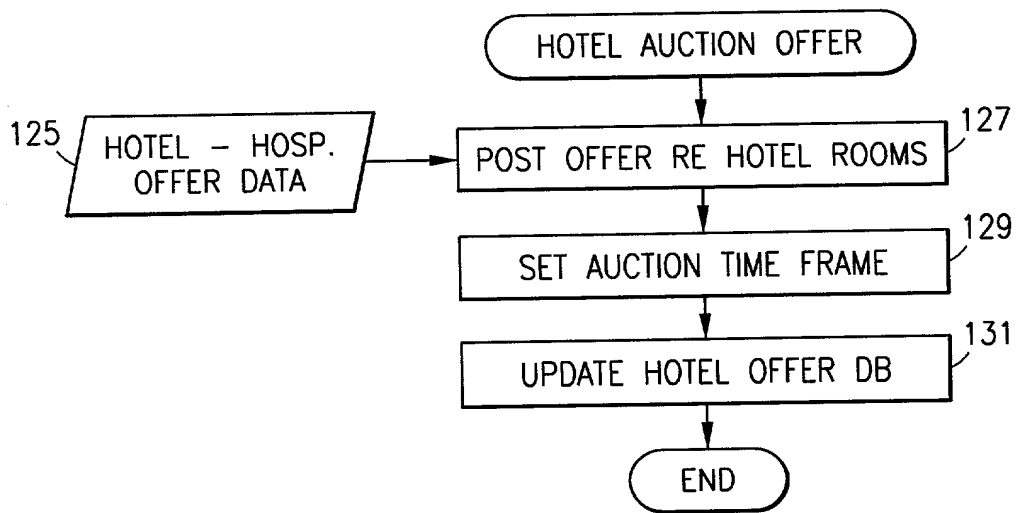 HOTEL AUCTION OFFER
125
HOTEL – HOSP.
OFFER DATA
127
POST OFFER RE HOTEL ROOMS
129
SET AUCTION TIME FRAME
131
UPDATE HOTEL OFFER DB
END